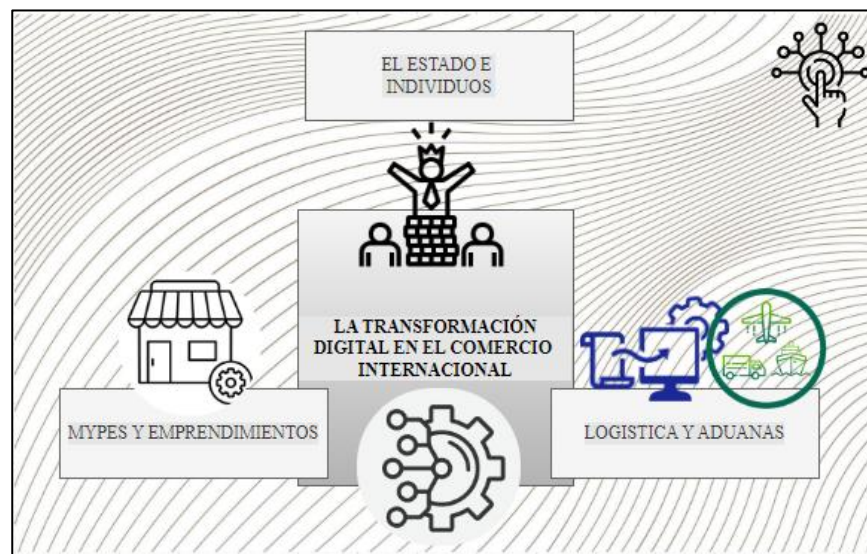 EL ESTADO E
INDIVIDUOS
LA TRANSFORMACIÓN
DIGITAL EN EL COMERCIO
INTERNACIONAL
MYPES Y EMPRENDIMIENTOS
LOGISTICA Y ADUANAS